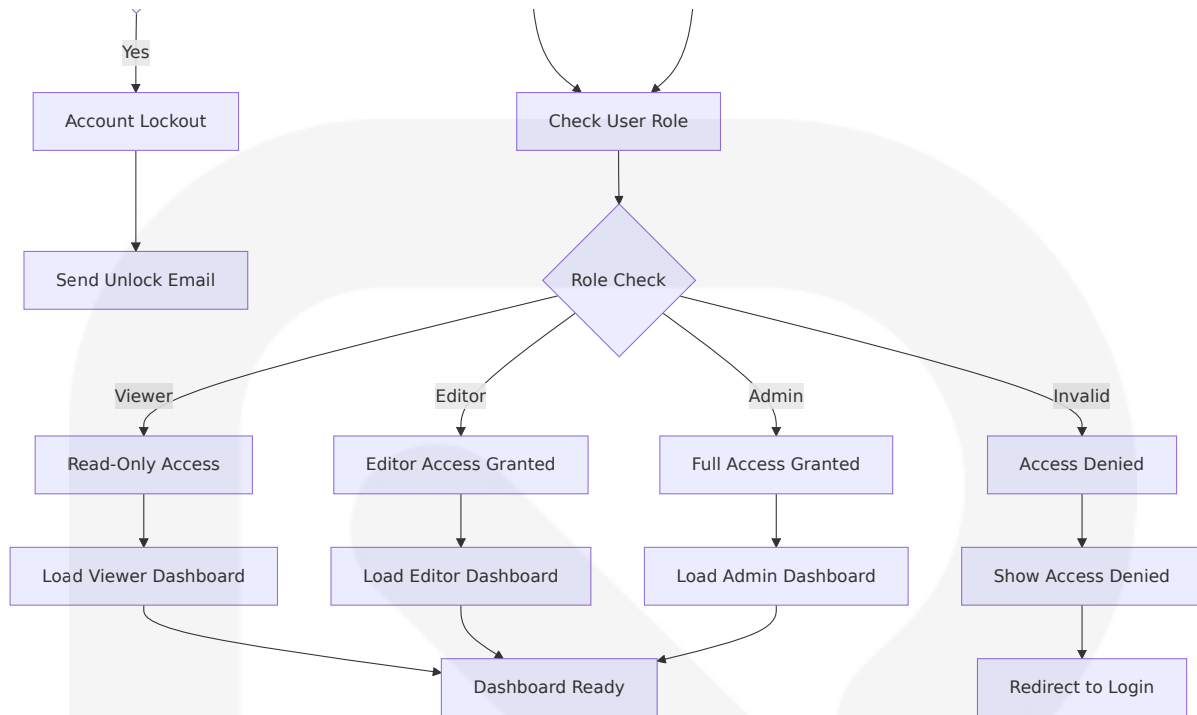 Yes
Account Lockout
Check User Role
Send Unlock Email
Role Check
Viewer
Editor
Admin
Invalid
Read-Only Access
Editor Access Granted
Full Access Granted
Access Denied
Load Viewer Dashboard
Load Editor Dashboard
Load Admin Dashboard
Show Access Denied
Dashboard Ready
Redirect to Login